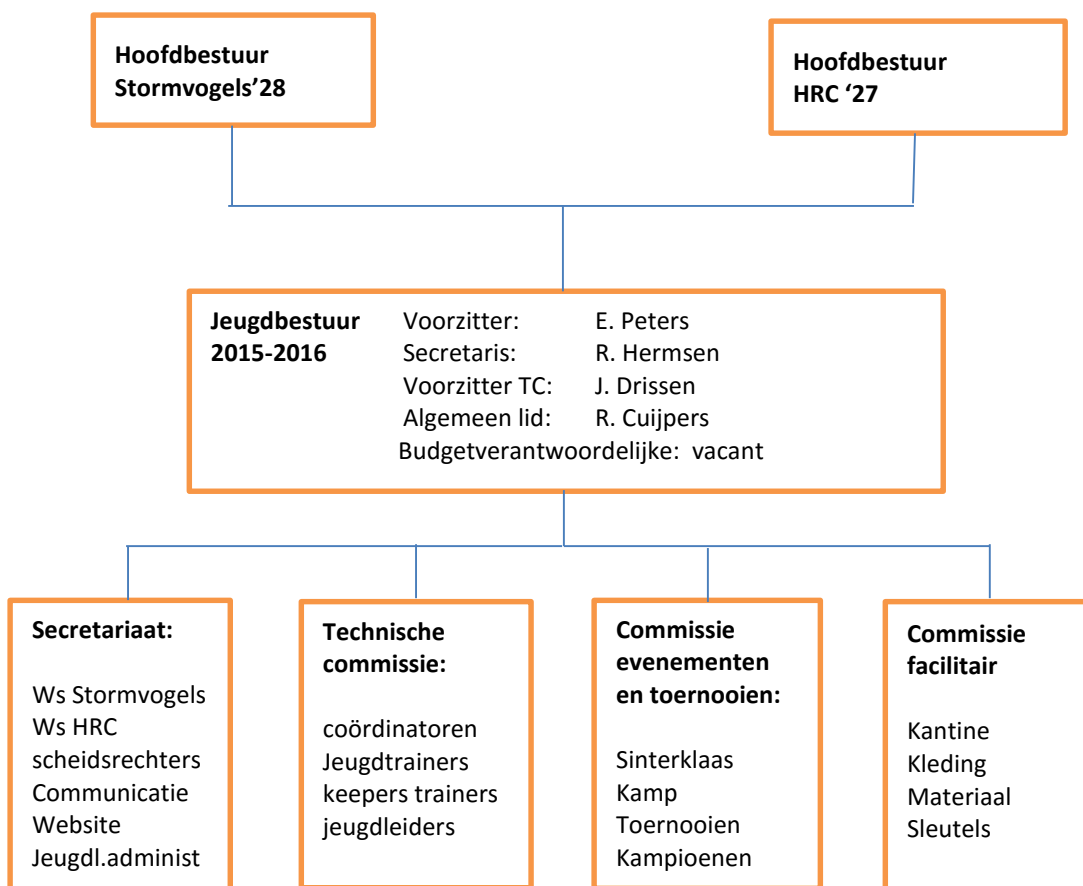 Hoofdbestuur
Stormvogels’28
Hoofdbestuur
HRC ‘27
Jeugdbestuur Voorzitter: E. Peters
2015-2016 Secretaris: R. Hermsen
Voorzitter TC: J. Drissen
Algemeen lid: R. Cuijpers
Budgetverantwoordelijke: vacant
Secretariaat:
Ws Stormvogels
Ws HRC
scheidsrechters
Communicatie
Website
Jeugdl.administ
Technische
commissie:
coördinatoren
Jeugdtrainers
keepers trainers
jeugdleiders
Commissie
evenementen
en toernooien:
Sinterklaas
Kamp
Toernooien
Kampioenen
Commissie
facilitair
Kantine
Kleding
Materiaal
Sleutels